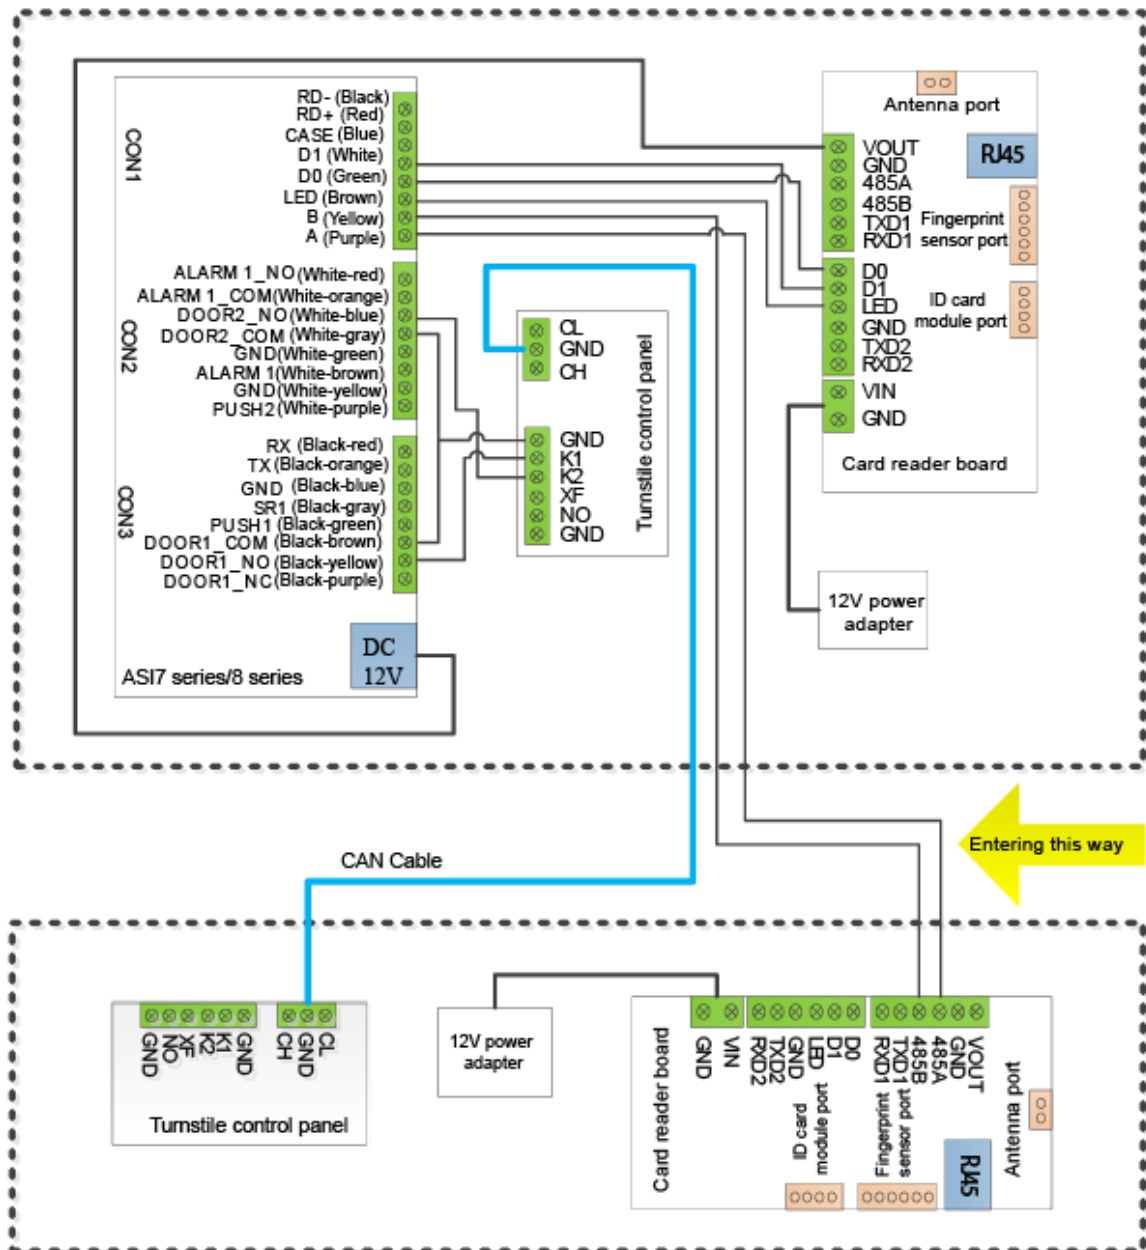 CON1
RD- (Black)
RD+ (Red)
CASE (Blue)
D1 (White)
D0 (Green)
LED (Brown)
B (Yellow)
A (Purple)
CON2
ALARM 1_NO(White-red)
ALARM 1_COM(White-orange)
DOOR2_NO(White-blue)
DOOR2_COM (White-gray)
GND(White-green)
ALARM 1(White-brown)
GND(White-yellow)
PUSH2(White-purple)
CON3
RX (Black-red)
TX(Black-orange)
GND (Black-blue)
SR1(Black-gray)
PUSH1(Black-green)
DOOR1_COM (Black-brown)
DOOR1_NO(Black-yellow)
DOOR1_NC(Black-purple)
ASI7 series/8 series
DC
12V
CL
GND
CH
GND
K1
K2
XF
NO
GND
Turnstile control panel
Antenna port
VOUT
GND
485A
485B
TXD1
RXD1
RJ45
Fingerprint
sensor port
D0
D1
LED
GND
TXD2
RXD2
ID card
module port
VIN
GND
Card reader board
12V power
adapter
Entering this way
CAN Cable
GND
NO
XF
K2
K1
GND
CH
GND
CL
Turnstile control panel
12V power
adapter
Card reader board
GND
VIN
RXD2
TXD2
GND
LED
D1
D0
ID card
module port
RXD1
TXD1
485B
485A
GND
VOUT
Fingerprint
sensor port
RJ45
Antenna port